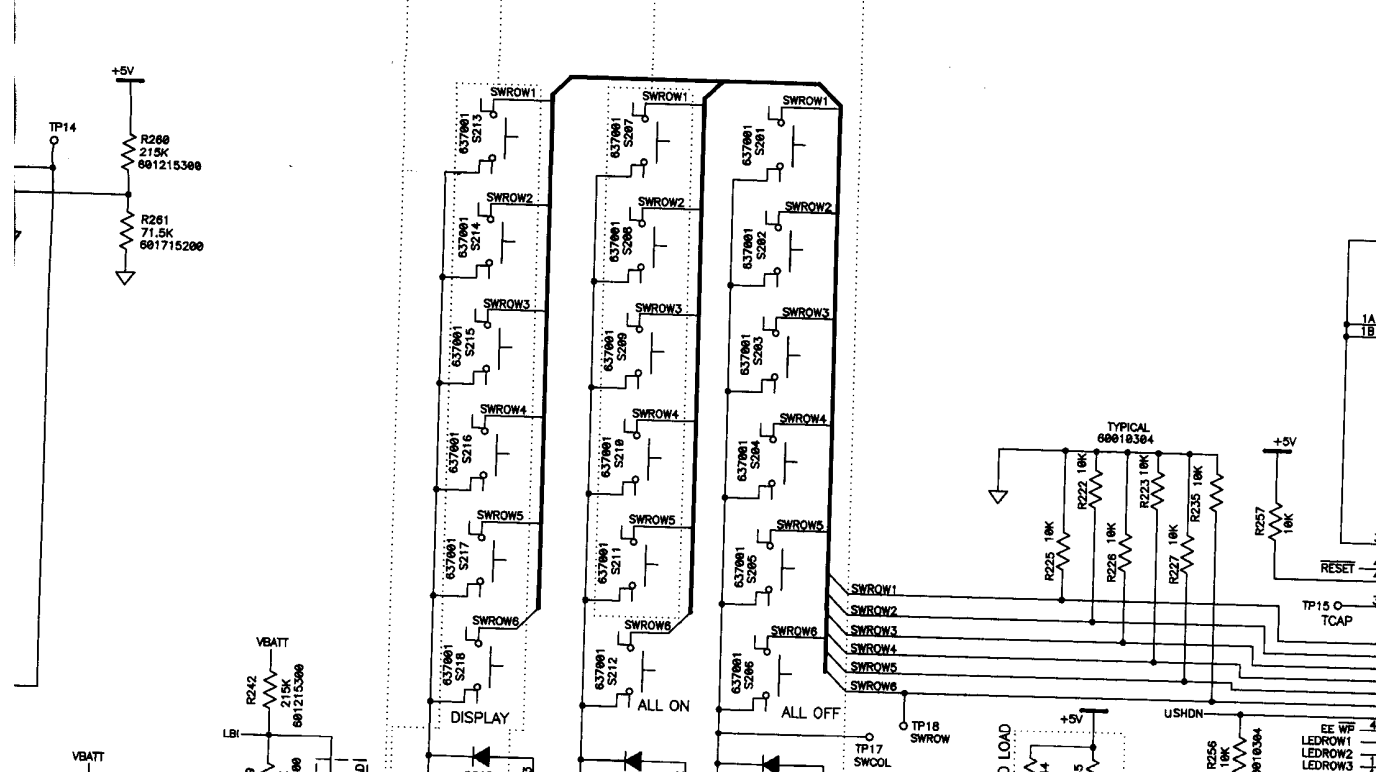 +5V
TP14
R260
215K
601215300
R261
71.5K
601715200
SWROW1
637001
S213
SWROW2
637001
S214
SWROW3
637001
S215
SWROW4
637001
S216
SWROW5
637001
S217
SWROW6
637001
S218
DISPLAY
SWROW1
637001
S207
SWROW2
637001
S208
SWROW3
637001
S209
SWROW4
637001
S210
SWROW5
637001
S211
SWROW6
637001
S212
ALL ON
SWROW1
637001
S201
SWROW2
637001
S202
SWROW3
637001
S203
SWROW4
637001
S204
SWROW5
637001
S205
SWROW6
637001
S206
ALL OFF
SWROW1
SWROW2
SWROW3
SWROW4
SWROW5
SWROW6
TP18
SWROW
TP17
SWCOL
TYPICAL
60010304
R225 10K
R222 10K
R226 10K
R223 10K
R227 10K
R235 10K
+5V
R257
10K
1A
1B
RESET
TP15
TCAP
USHDN
R256
10K
EE WP
LEDROW1
LEDROW2
LEDROW3
+5V
LOAD
VBATT
R242
215K
601215300
LBI
VBATT